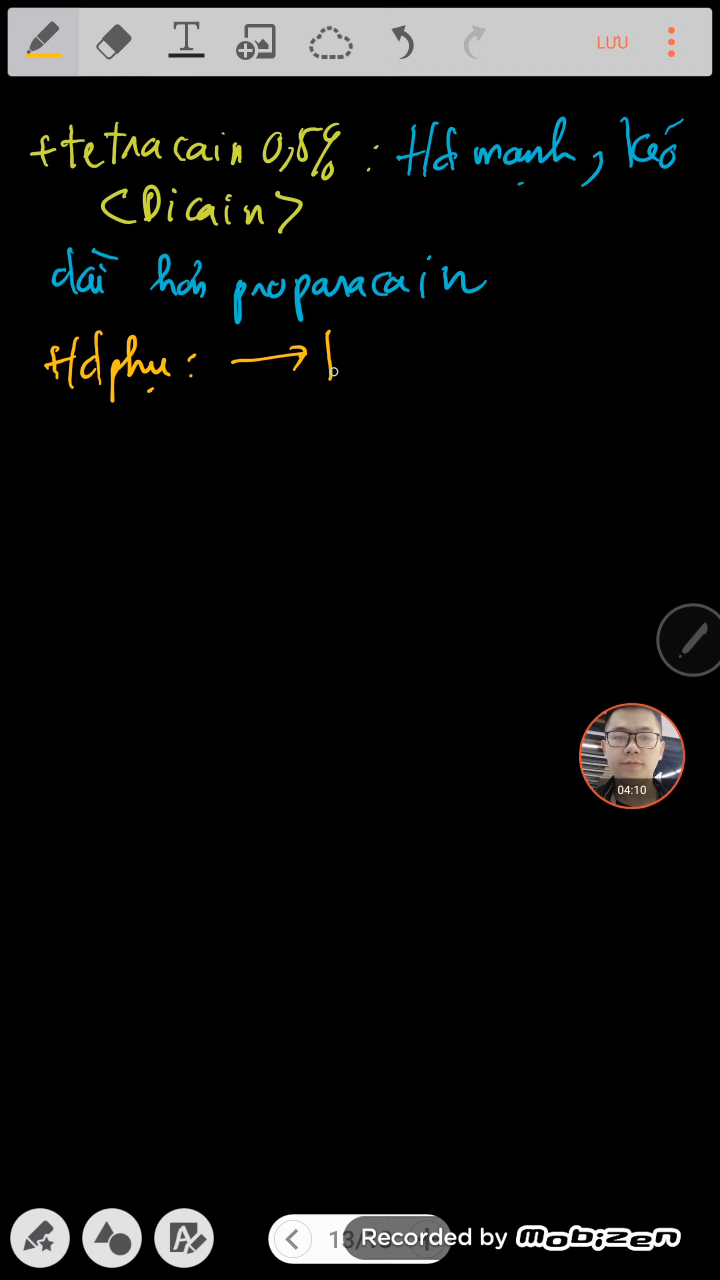 LƯU
+tetracain 0,5% : Hđ mạnh, kéo
<Dicain>
dài hơn proparacain
Hđ phụ : →
04:10
Recorded by mobizen